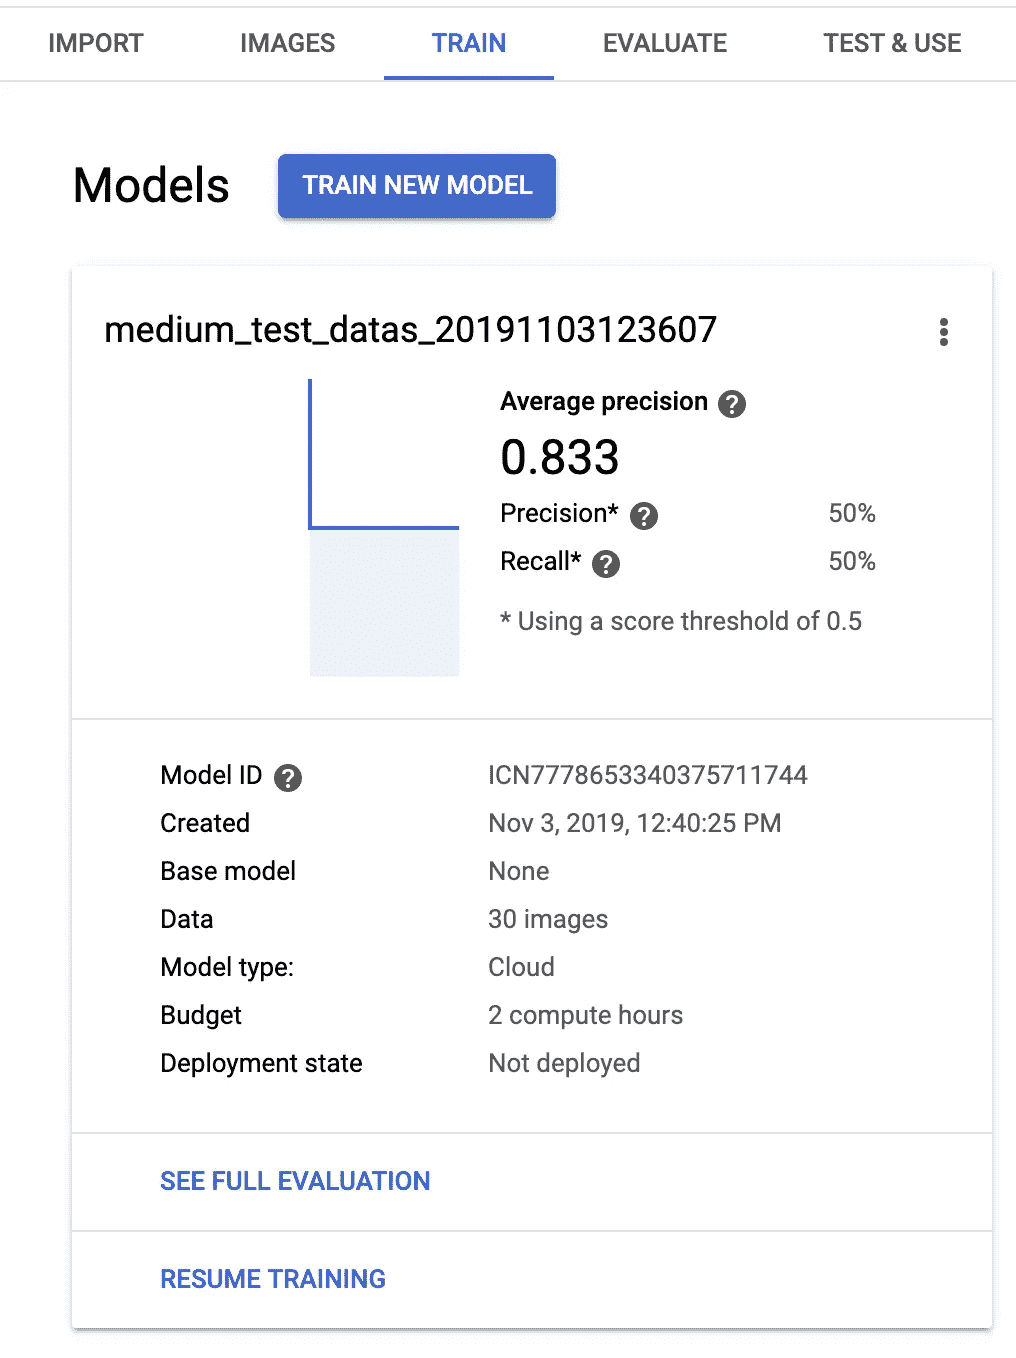 IMPORT IMAGES TRAIN EVALUATE TEST & USE
Models TRAIN NEW MODEL
medium_test_datas_20191103123607
Average precision ?
0.833
Precision* ? 50%
Recall* ? 50%
* Using a score threshold of 0.5
Model ID ? ICN7778653340375711744
Created Nov 3, 2019, 12:40:25 PM
Base model None
Data 30 images
Model type: Cloud
Budget 2 compute hours
Deployment state Not deployed
SEE FULL EVALUATION
RESUME TRAINING